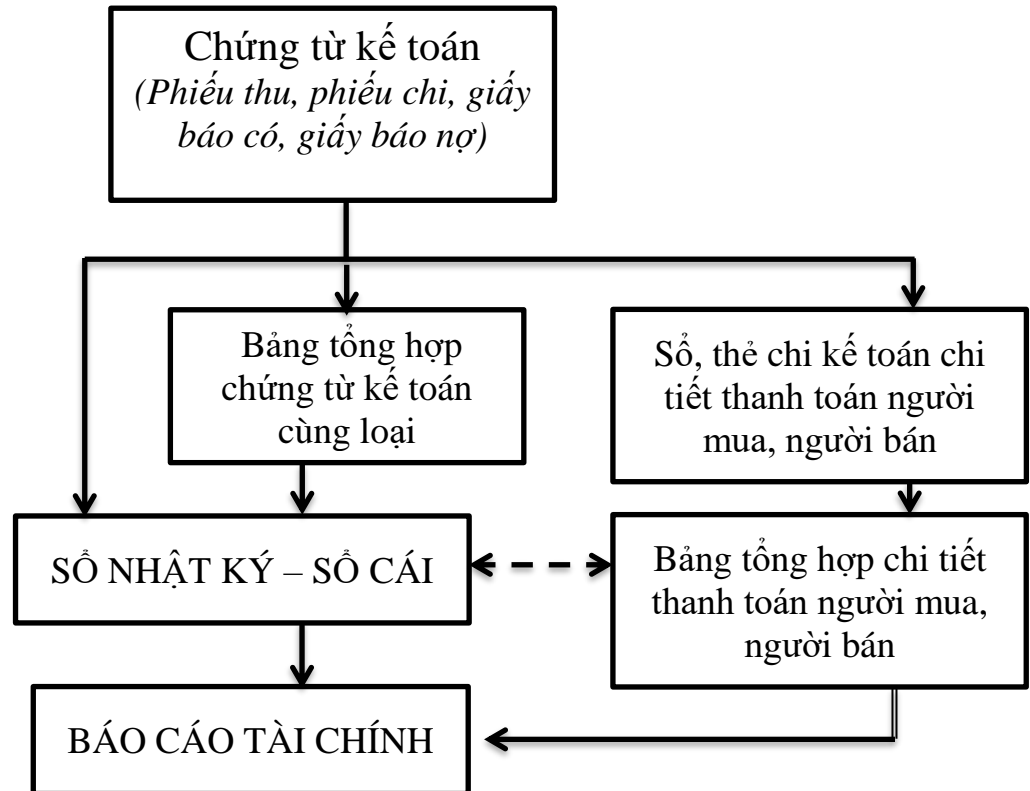 Chứng từ kế toán
(Phiếu thu, phiếu chi, giấy
báo có, giấy báo nợ)
Bảng tổng hợp
chứng từ kế toán
cùng loại
Sổ, thẻ chi kế toán chi
tiết thanh toán người
mua, người bán
SỔ NHẬT KÝ – SỔ CÁI
Bảng tổng hợp chi tiết
thanh toán người mua,
người bán
BÁO CÁO TÀI CHÍNH